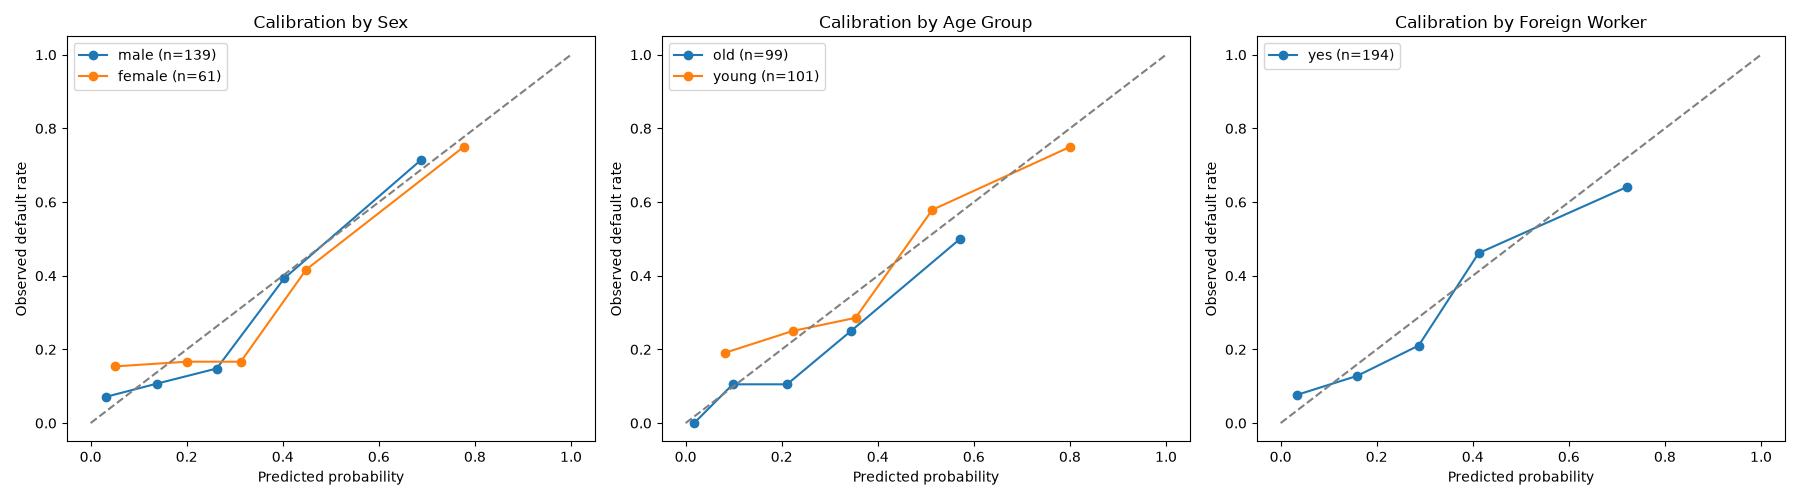 Calibration by Sex
male (n=139)
female (n=61)
1.0
0.8
0.6
0.4
0.2
0.0
Observed default rate
0.0 0.2 0.4 0.6 0.8 1.0
Predicted probability
Calibration by Age Group
old (n=99)
young (n=101)
1.0
0.8
0.6
0.4
0.2
0.0
Observed default rate
0.0 0.2 0.4 0.6 0.8 1.0
Predicted probability
Calibration by Foreign Worker
yes (n=194)
1.0
0.8
0.6
0.4
0.2
0.0
Observed default rate
0.0 0.2 0.4 0.6 0.8 1.0
Predicted probability